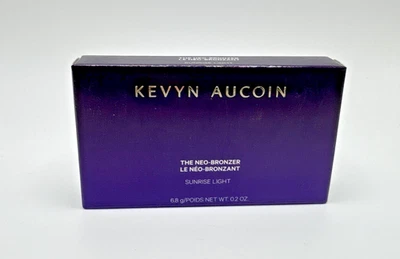 KEVYN AUCOIN
THE NEO-BRONZER
LE NÉO-BRONZANT
SUNRISE LIGHT
6.8 g/POIDS NET WT. 0.2 OZ.